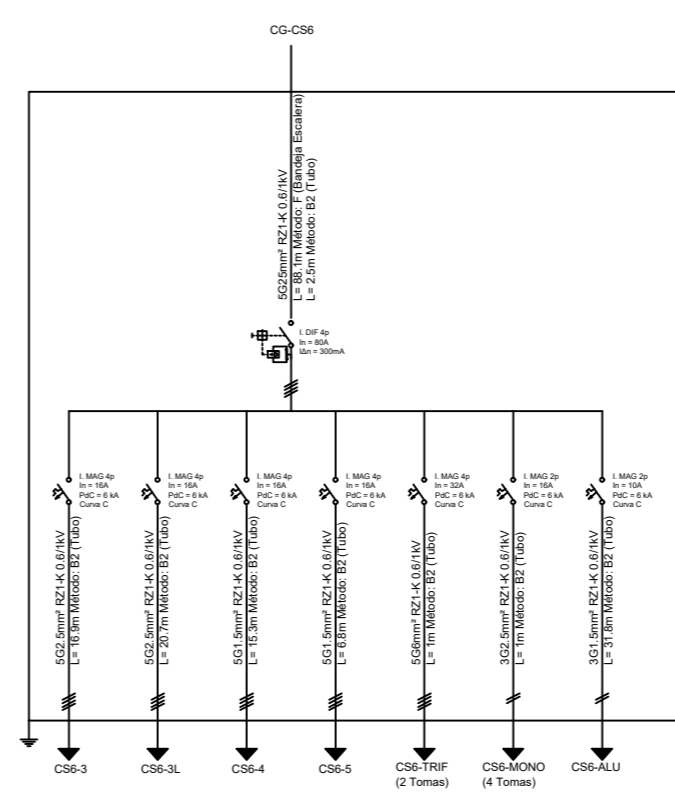 CG-CS6
5G25mm² RZ1-K 0.6/1kV
L= 88.1m Método: F (Bandeja Escalera)
L= 2.5m Método: B2 (Tubo)
I. DIF 4p
In = 80A
IΔn = 300mA
I. MAG 4p
In = 16A
PdC = 6 kA
Curva C
5G2.5mm² RZ1-K 0.6/1kV
L= 16.9m Método: B2 (Tubo)
I. MAG 4p
In = 16A
PdC = 6 kA
Curva C
5G2.5mm² RZ1-K 0.6/1kV
L= 20.7m Método: B2 (Tubo)
I. MAG 4p
In = 16A
PdC = 6 kA
Curva C
5G1.5mm² RZ1-K 0.6/1kV
L= 15.3m Método: B2 (Tubo)
I. MAG 4p
In = 16A
PdC = 6 kA
Curva C
5G1.5mm² RZ1-K 0.6/1kV
L= 6.8m Método: B2 (Tubo)
I. MAG 4p
In = 32A
PdC = 6 kA
Curva C
5G6mm² RZ1-K 0.6/1kV
L= 1m Método: B2 (Tubo)
I. MAG 2p
In = 16A
PdC = 6 kA
Curva C
3G2.5mm² RZ1-K 0.6/1kV
L= 1m Método: B2 (Tubo)
I. MAG 2p
In = 10A
PdC = 6 kA
Curva C
3G1.5mm² RZ1-K 0.6/1kV
L= 31.8m Método: B2 (Tubo)
CS6-3
CS6-3L
CS6-4
CS6-5
CS6-TRIF
(2 Tomas)
CS6-MONO
(4 Tomas)
CS6-ALU